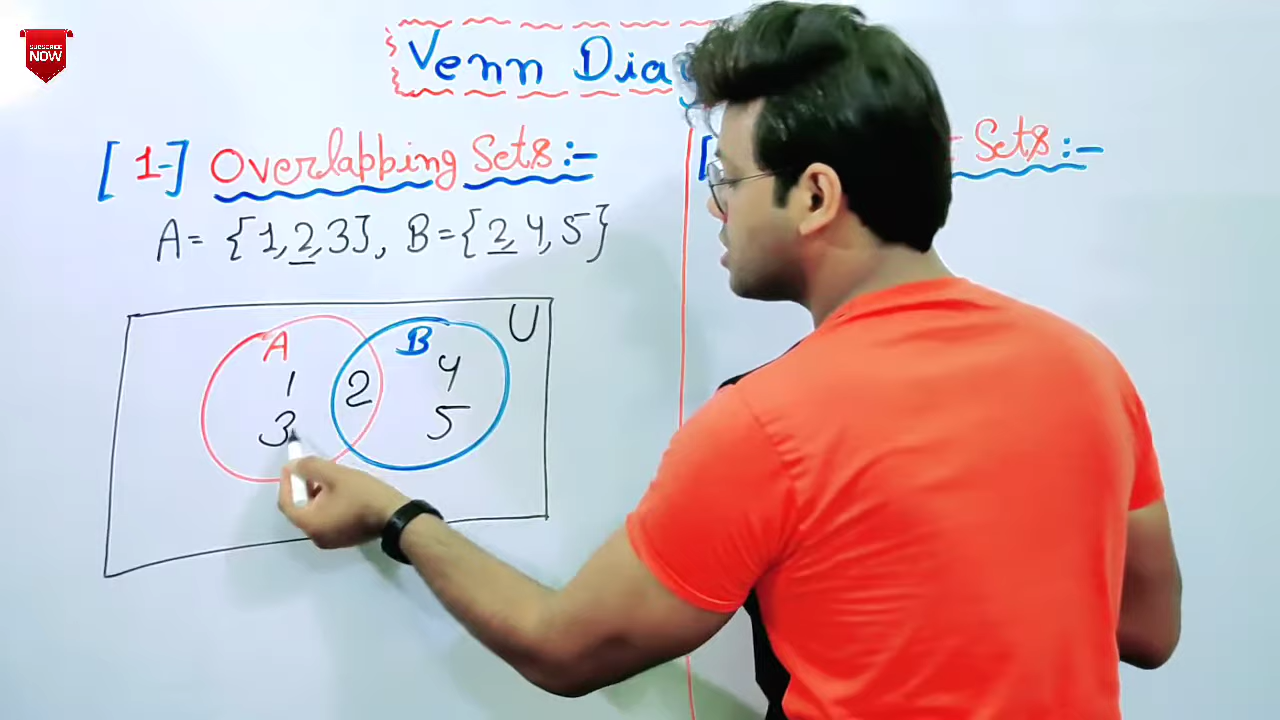 SUBSCRIBE
NOW
Venn Dia
[1-] Overlapping Sets :-
A= {1,2,3}, B={2,4,5}
U
A
B
1
2
4
3
5
[
Sets :-